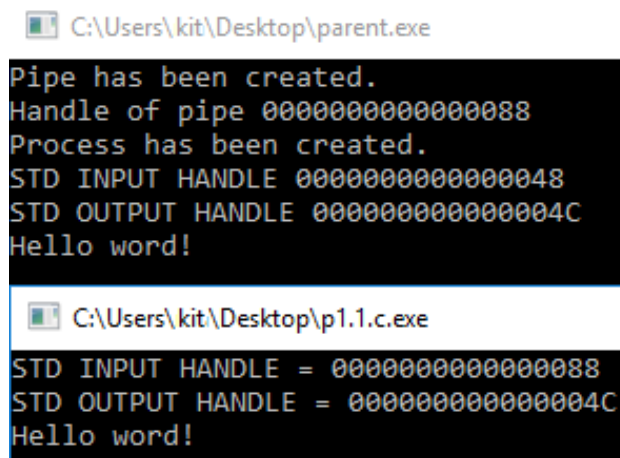 C:\Users\kit\Desktop\parent.exe
Pipe has been created.
Handle of pipe 0000000000000088
Process has been created.
STD INPUT HANDLE 0000000000000048
STD OUTPUT HANDLE 000000000000004C
Hello word!
C:\Users\kit\Desktop\p1.1.c.exe
STD INPUT HANDLE = 0000000000000088
STD OUTPUT HANDLE = 000000000000004C
Hello word!